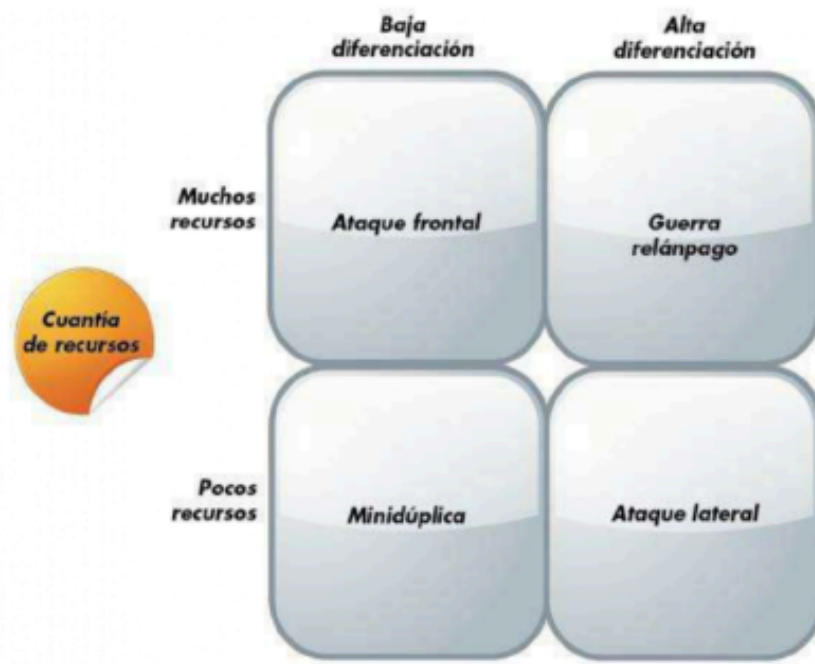 Baja
diferenciación
Alta
diferenciación
Muchos
recursos
Ataque frontal
Guerra
relánpago
Cuantía
de recursos
Pocos
recursos
Minidúplica
Ataque lateral